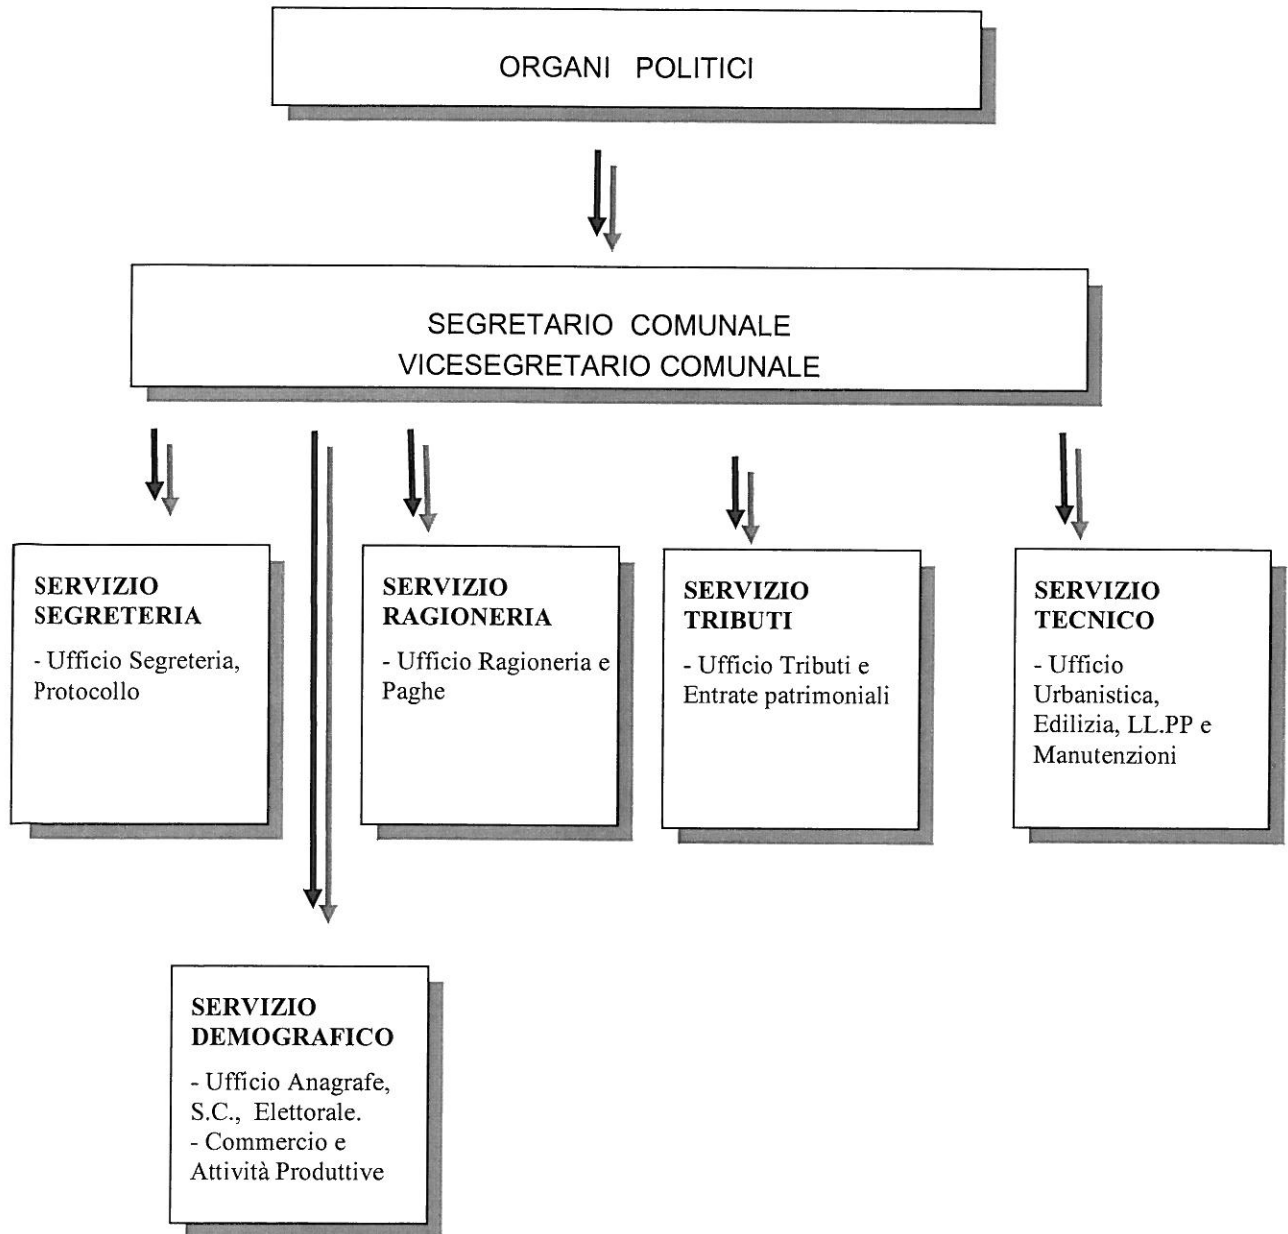 ORGANI POLITICI
SEGRETARIO COMUNALE
VICESEGRETARIO COMUNALE
SERVIZIO
SEGRETERIA
- Ufficio Segreteria,
Protocollo
SERVIZIO
RAGIONERIA
- Ufficio Ragioneria e
Paghe
SERVIZIO
TRIBUTI
- Ufficio Tributi e
Entrate patrimoniali
SERVIZIO
TECNICO
- Ufficio
Urbanistica,
Edilizia, LL.PP e
Manutenzioni
SERVIZIO
DEMOGRAFICO
- Ufficio Anagrafe,
S.C., Elettorale.
- Commercio e
Attività Produttive